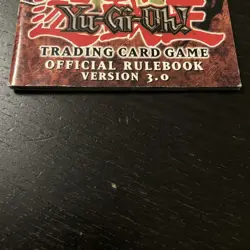 Yu-Gi-Oh!
TRADING CARD GAME
OFFICIAL RULEBOOK
VERSION 3.0